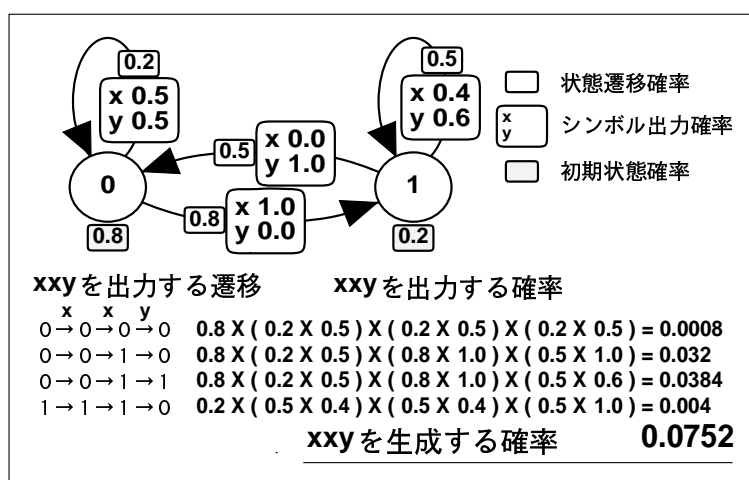 0.2
x 0.5
y 0.5
0.5
x 0.4
y 0.6
状態遷移確率
x
y
シンボル出力確率
初期状態確率
0.5
x 0.0
y 1.0
0
1
0.8
x 1.0
y 0.0
0.8
0.2
xxyを出力する遷移
xxyを出力する確率
x x y
0→0→0→0 0.8 X ( 0.2 X 0.5 ) X ( 0.2 X 0.5 ) X ( 0.2 X 0.5 ) = 0.0008
0→0→1→0 0.8 X ( 0.2 X 0.5 ) X ( 0.8 X 1.0 ) X ( 0.5 X 1.0 ) = 0.032
0→0→1→1 0.8 X ( 0.2 X 0.5 ) X ( 0.8 X 1.0 ) X ( 0.5 X 0.6 ) = 0.0384
1→1→1→0 0.2 X ( 0.5 X 0.4 ) X ( 0.5 X 0.4 ) X ( 0.5 X 1.0 ) = 0.004
xxyを生成する確率 0.0752